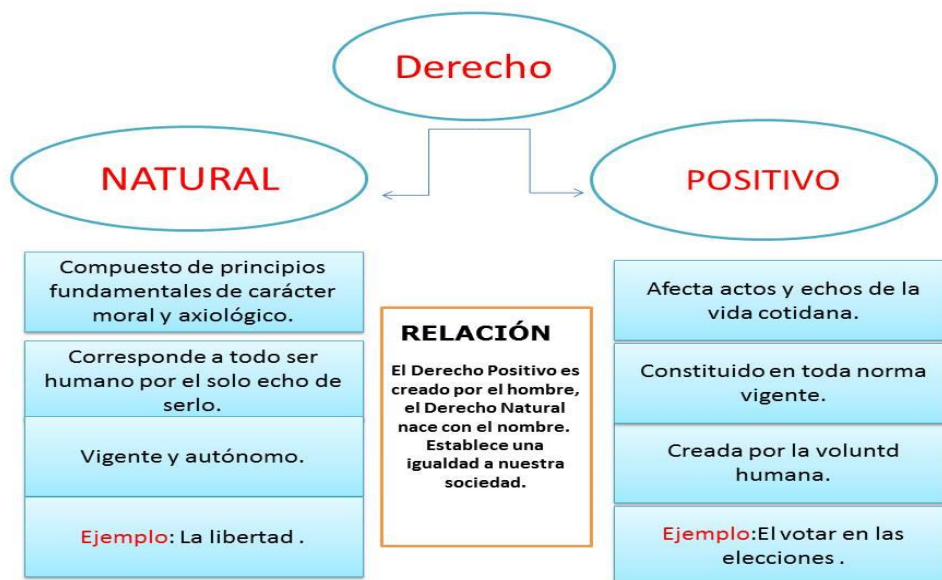 Derecho
NATURAL
Compuesto de principios
fundamentales de carácter
moral y axiológico.
Corresponde a todo ser
humano por el solo echo de
serlo.
Vigente y autónomo.
Ejemplo: La libertad .
RELACIÓN
El Derecho Positivo es
creado por el hombre,
el Derecho Natural
nace con el nombre.
Establece una
igualdad a nuestra
sociedad.
POSITIVO
Afecta actos y echos de la
vida cotidana.
Constituido en toda norma
vigente.
Creada por la voluntd
humana.
Ejemplo:El votar en las
elecciones .